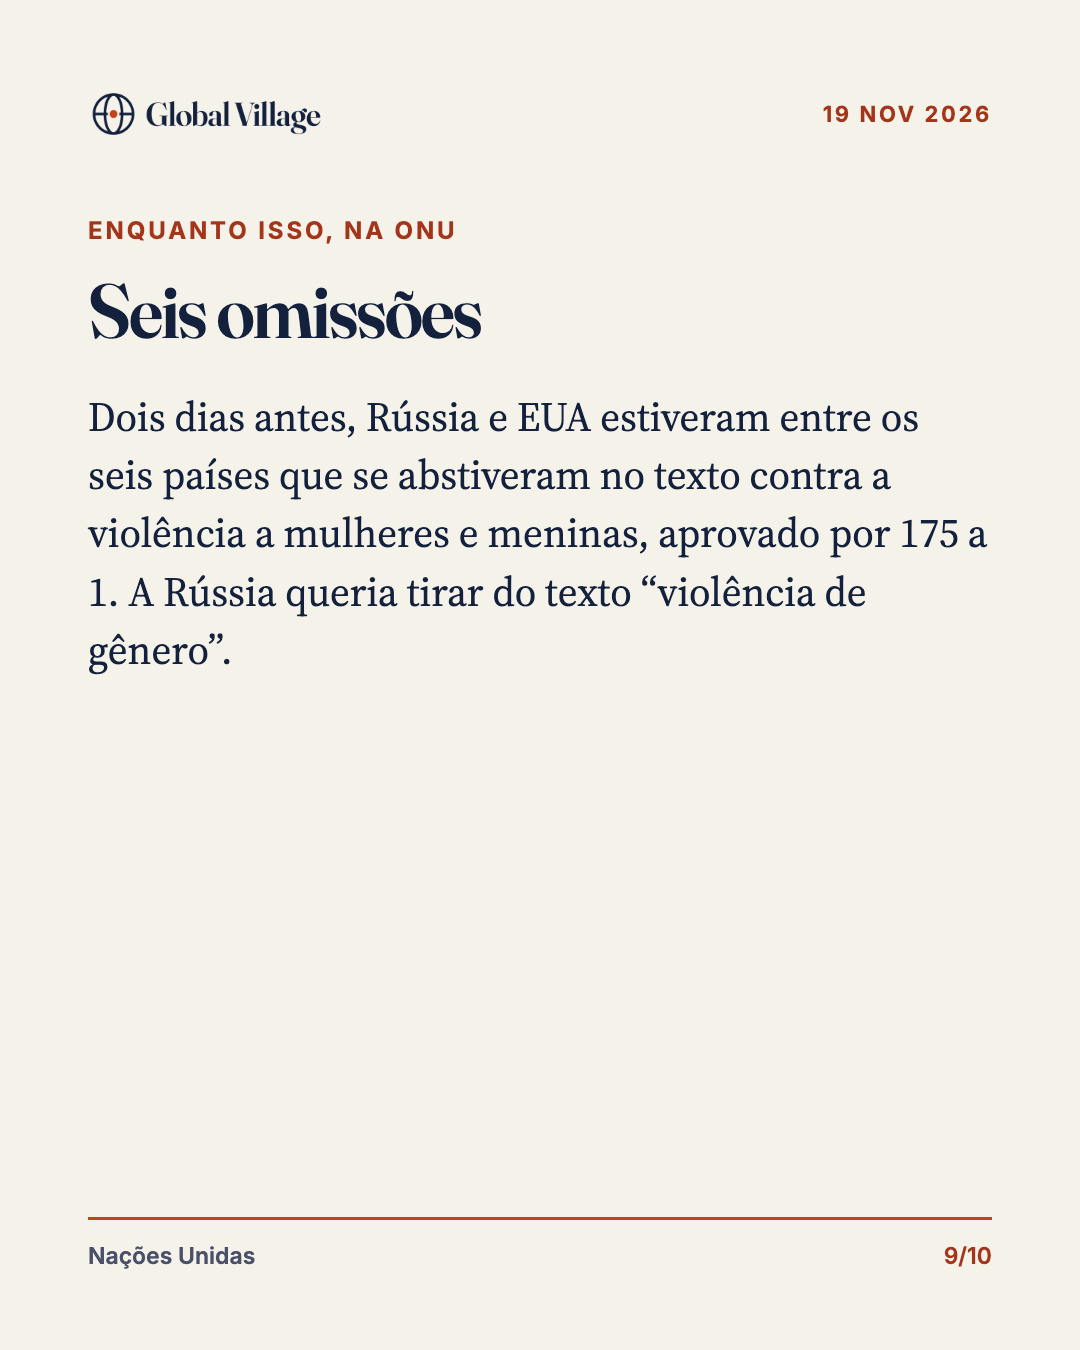 Global Village
19 NOV 2026
ENQUANTO ISSO, NA ONU
Seis omissões
Dois dias antes, Rússia e EUA estiveram entre os
seis países que se abstiveram no texto contra a
violência a mulheres e meninas, aprovado por 175 a
1. A Rússia queria tirar do texto “violência de
gênero”.
Nações Unidas
9/10